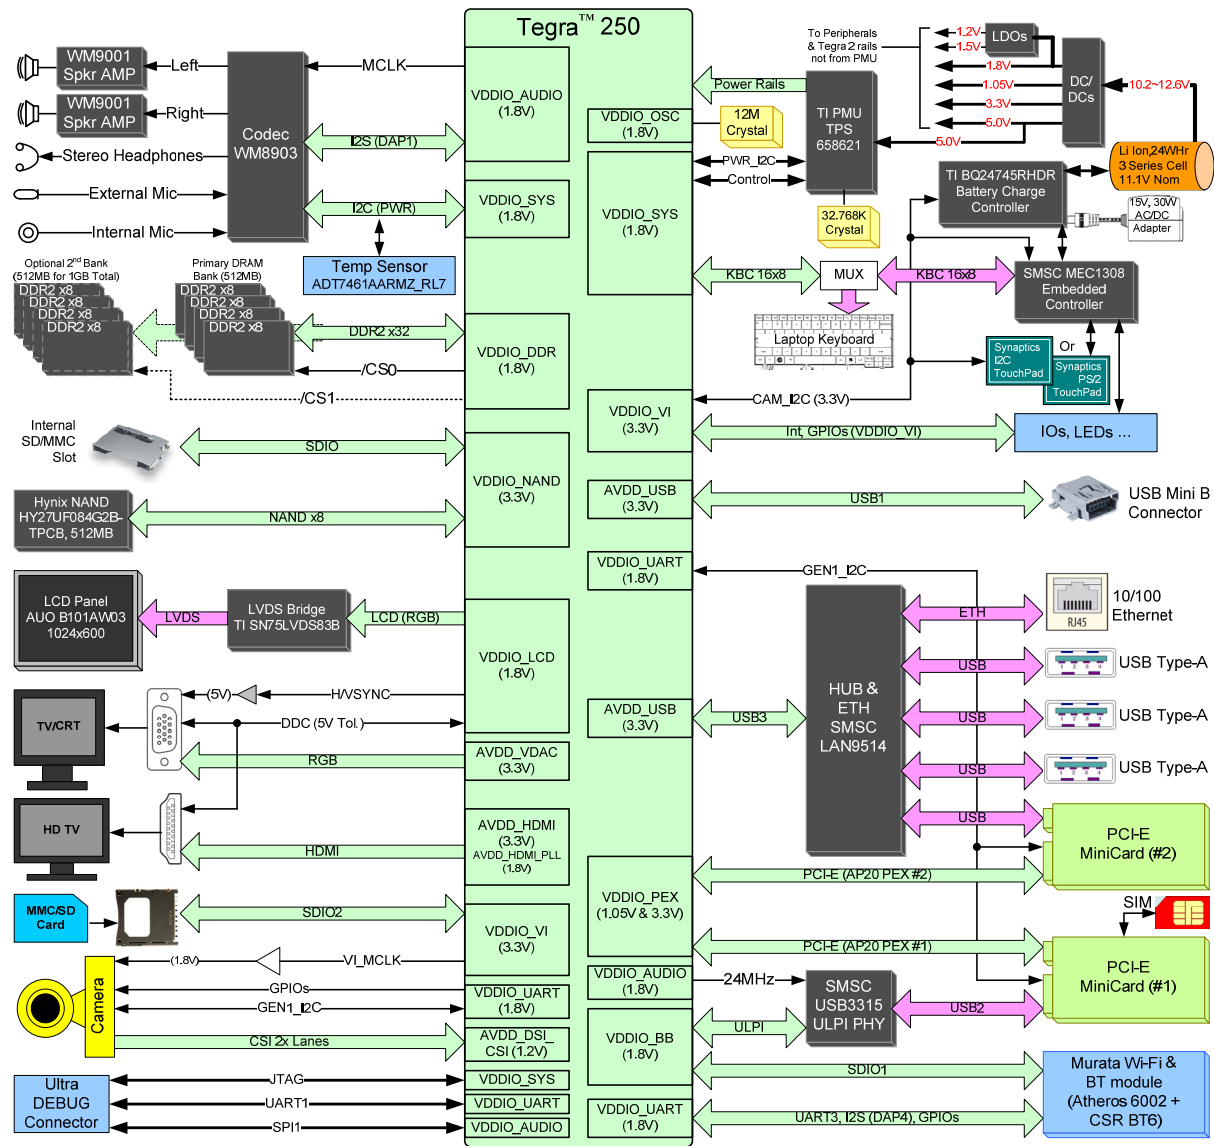 Tegra™ 250
WM9001
Spkr AMP
WM9001
Spkr AMP
Left
Right
Stereo Headphones
External Mic
Internal Mic
Codec
WM8903
MCLK
I2S (DAP1)
I2C (PWR)
Temp Sensor
ADT7461AARMZ_RL7
VDDIO_AUDIO
(1.8V)
VDDIO_SYS
(1.8V)
Optional 2nd Bank
(512MB for 1GB Total)
Primary DRAM
Bank (512MB)
DDR2 x8
DDR2 x8
DDR2 x8
DDR2 x8
DDR2 x8
DDR2 x8
DDR2 x8
DDR2 x8
DDR2 x32
/CS0
/CS1
VDDIO_DDR
(1.8V)
Internal
SD/MMC
Slot
SDIO
VDDIO_NAND
(3.3V)
Hynix NAND
HY27UF084G2B-
TPCB, 512MB
NAND x8
LCD Panel
AUO B101AW03
1024x600
LVDS
LVDS Bridge
TI SN75LVDS83B
LCD (RGB)
VDDIO_LCD
(1.8V)
TV/CRT
(5V)
H/VSYNC
DDC (5V Tol.)
RGB
AVDD_VDAC
(3.3V)
HD TV
HDMI
AVDD_HDMI
(3.3V)
AVDD_HDMI_PLL
(1.8V)
MMC/SD
Card
SDIO2
VDDIO_VI
(3.3V)
Camera
(1.8V)
VI_MCLK
GPIOs
GEN1_I2C
VDDIO_UART
(1.8V)
CSI 2x Lanes
AVDD_DSI_
CSI (1.2V)
Ultra
DEBUG
Connector
JTAG
VDDIO_SYS
UART1
VDDIO_UART
SPI1
VDDIO_AUDIO
To Peripherals
& Tegra 2 rails
not from PMU
1.2V
1.5V
LDOs
1.8V
1.05V
3.3V
5.0V
5.0V
DC/
DCs
10.2~12.6V
Power Rails
TI PMU
TPS
658621
VDDIO_OSC
(1.8V)
12M
Crystal
PWR_I2C
Control
VDDIO_SYS
(1.8V)
32.768K
Crystal
Li Ion,24WHr
3 Series Cell
11.1V Nom
TI BQ24745RHDR
Battery Charge
Controller
15V, 30W
AC/DC
Adapter
KBC 16x8
MUX
KBC 16x8
SMSC MEC1308
Embedded
Controller
Laptop Keyboard
Synaptics
I2C
TouchPad
Or
Synaptics
PS/2
TouchPad
CAM_I2C (3.3V)
VDDIO_VI
(3.3V)
Int, GPIOs (VDDIO_VI)
IOs, LEDs ...
AVDD_USB
(3.3V)
USB1
USB Mini B
Connector
VDDIO_UART
(1.8V)
GEN1_I2C
HUB &
ETH
SMSC
LAN9514
ETH
RJ45
10/100
Ethernet
USB
1 2 3 4
USB Type-A
AVDD_USB
(3.3V)
USB3
USB
1 2 3 4
USB Type-A
USB
1 2 3 4
USB Type-A
USB
PCI-E
MiniCard (#2)
PCI-E (AP20 PEX #2)
VDDIO_PEX
(1.05V & 3.3V)
SIM
PCI-E (AP20 PEX #1)
PCI-E
MiniCard (#1)
VDDIO_AUDIO
(1.8V)
24MHz
SMSC
USB3315
ULPI PHY
USB2
ULPI
VDDIO_BB
(1.8V)
SDIO1
Murata Wi-Fi &
BT module
(Atheros 6002 +
CSR BT6)
VDDIO_UART
(1.8V)
UART3, I2S (DAP4), GPIOs